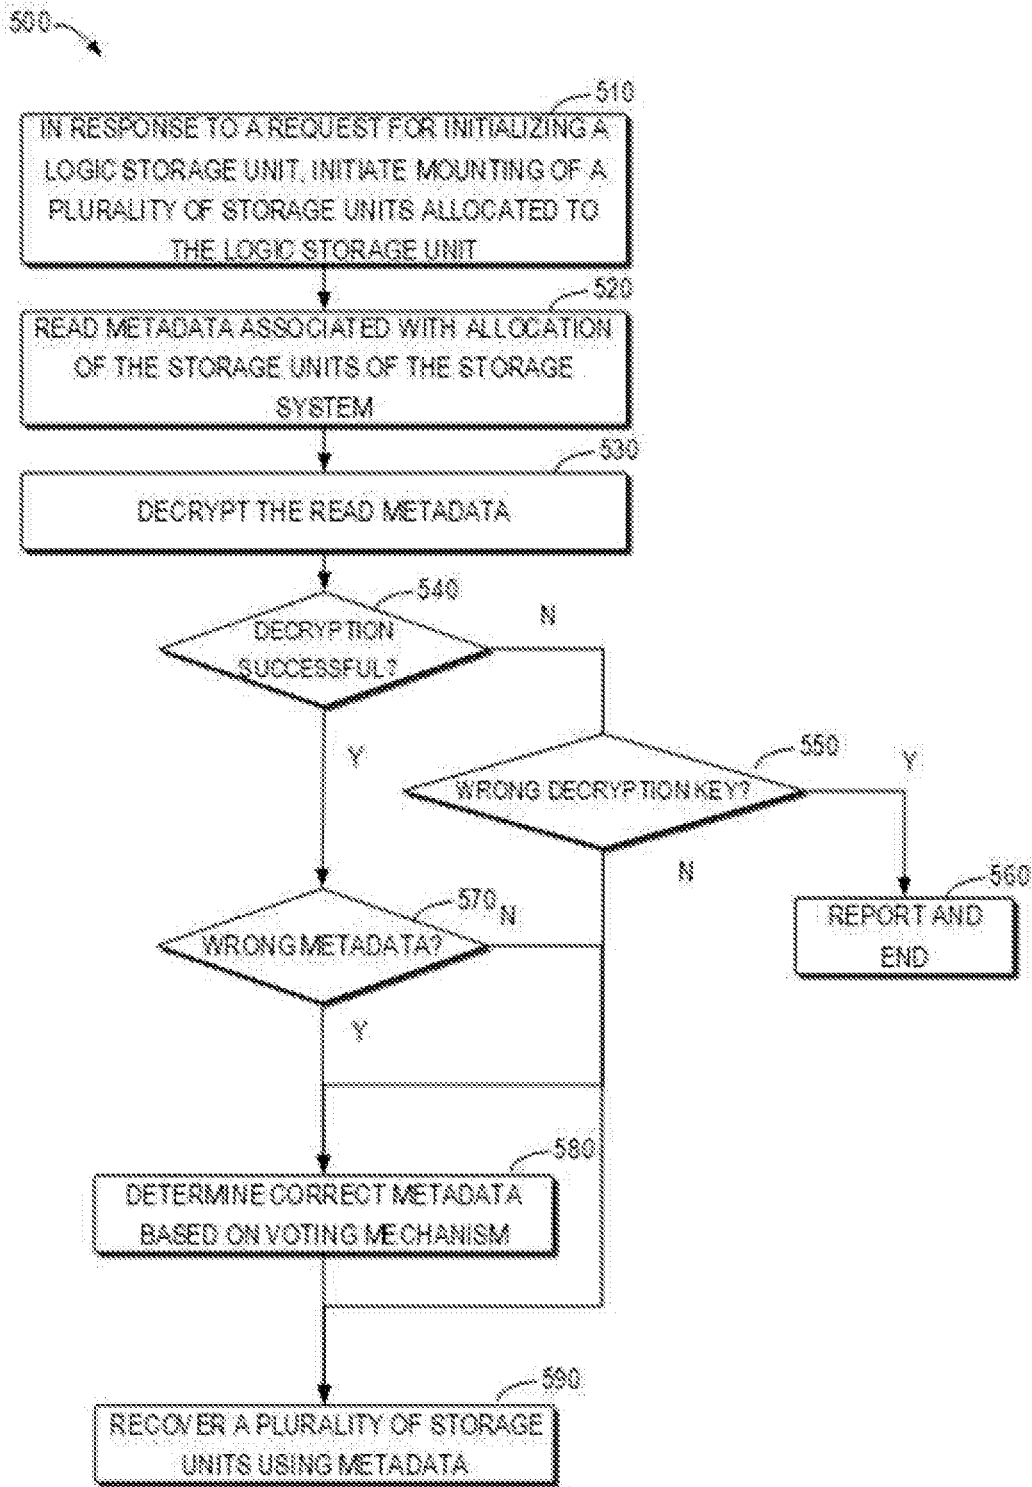 500
510
IN RESPONSE TO A REQUEST FOR INITIALIZING A
LOGIC STORAGE UNIT, INITIATE MOUNTING OF A
PLURALITY OF STORAGE UNITS ALLOCATED TO
THE LOGIC STORAGE UNIT
520
READ METADATA ASSOCIATED WITH ALLOCATION
OF THE STORAGE UNITS OF THE STORAGE
SYSTEM
530
DECRYPT THE READ METADATA
540
N
DECRYPTION
SUCCESSFUL?
Y
550
Y
WRONG DECRYPTION KEY?
N
560
REPORT AND
END
570
N
WRONG METADATA?
Y
580
DETERMINE CORRECT METADATA
BASED ON VOTING MECHANISM
590
RECOVER A PLURALITY OF STORAGE
UNITS USING METADATA